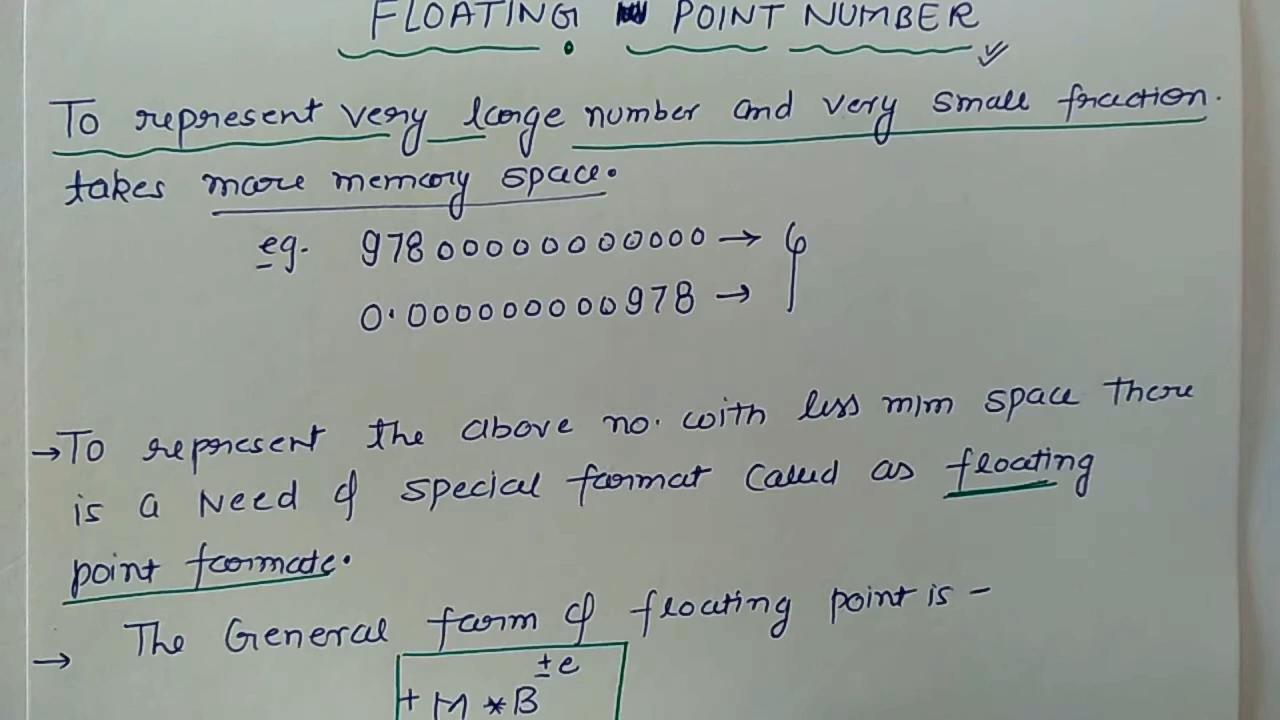 FLOATING POINT NUMBER
To represent very large number and very small fraction.
takes more memory space.
eg. 97800000000000 →
0.000000000978 →
→ To represent the above no. with less m/m space there
is a Need of special format Called as floating
point formate.
→ The General form of floating point is -
± M * B ± e